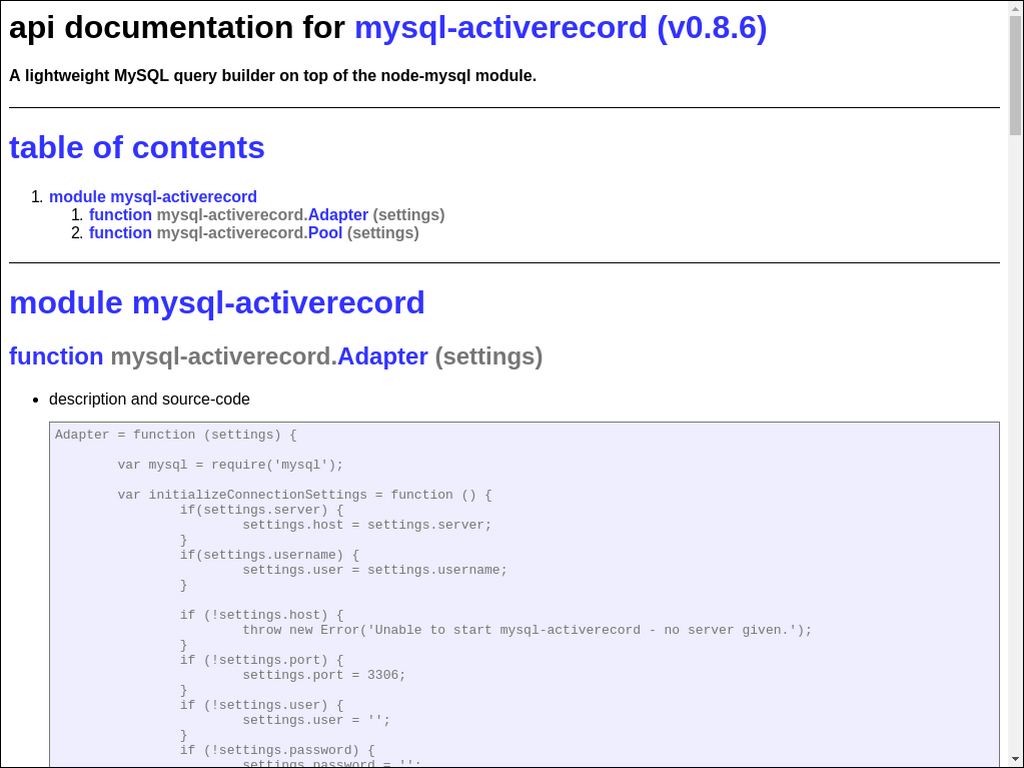 api documentation for mysql-activerecord (v0.8.6)
A lightweight MySQL query builder on top of the node-mysql module.
table of contents
1. module mysql-activerecord
1. function mysql-activerecord.Adapter (settings)
2. function mysql-activerecord.Pool (settings)
module mysql-activerecord
function mysql-activerecord.Adapter (settings)
• description and source-code
Adapter = function (settings) {
var mysql = require('mysql');
var initializeConnectionSettings = function () {
if(settings.server) {
settings.host = settings.server;
}
if(settings.username) {
settings.user = settings.username;
}
if (!settings.host) {
throw new Error('Unable to start mysql-activerecord - no server given.');
}
if (!settings.port) {
settings.port = 3306;
}
if (!settings.user) {
settings.user = '';
}
if (!settings.password) {
settings.password = '';